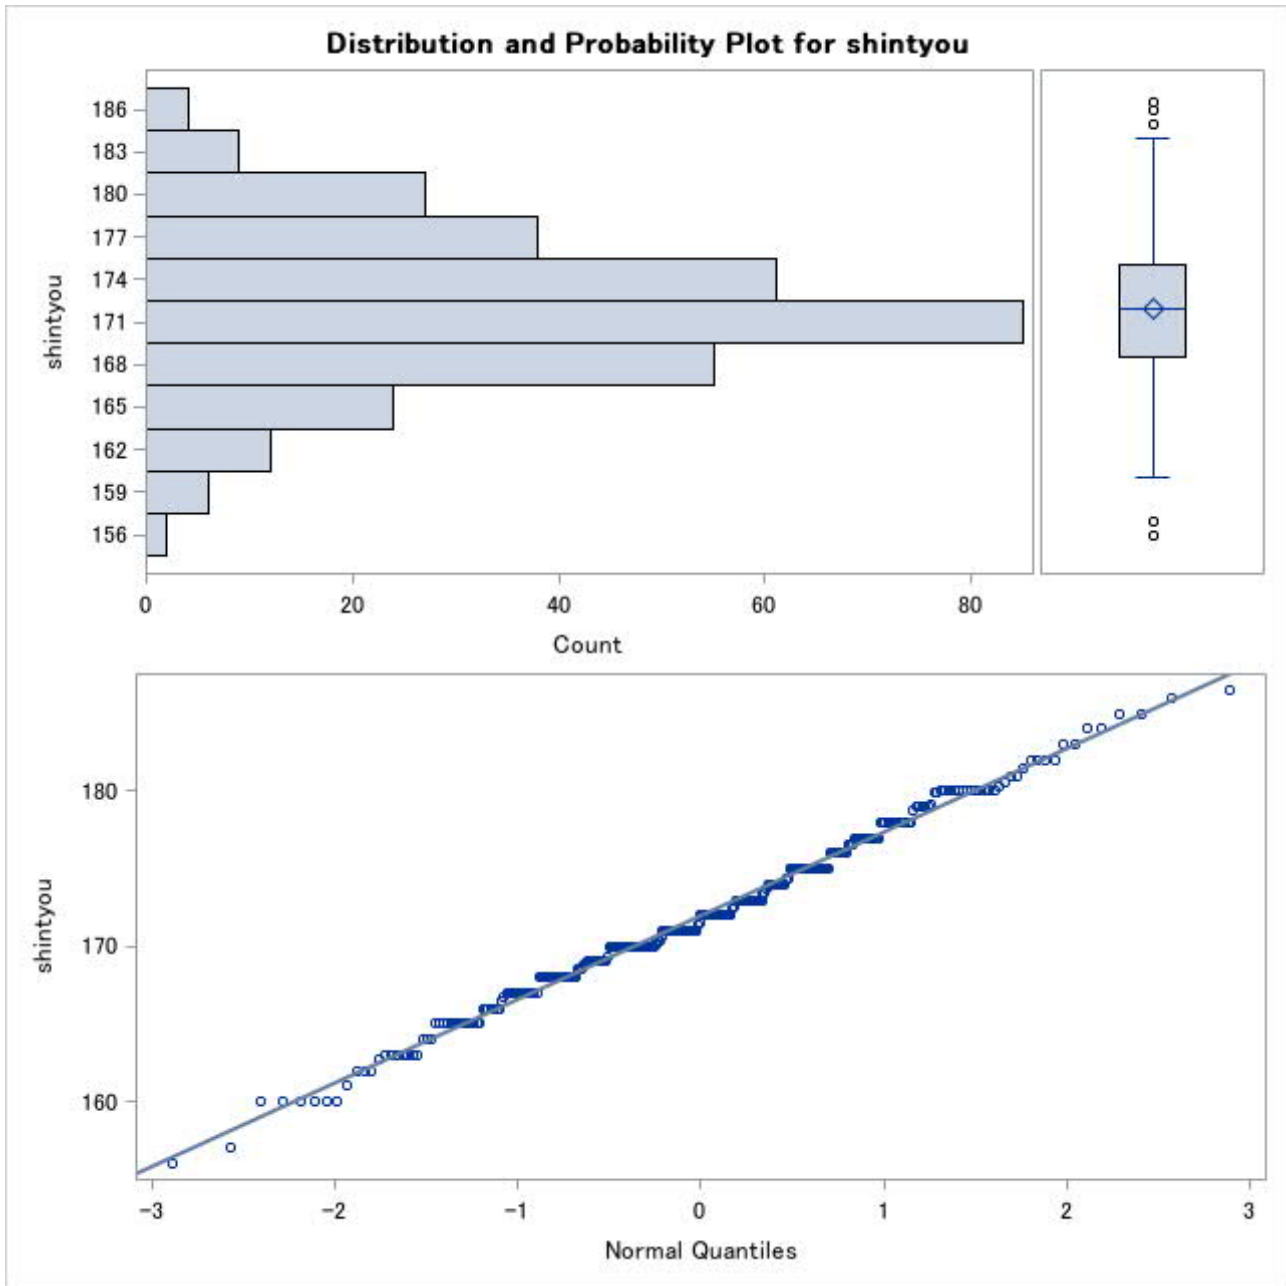 Distribution and Probability Plot for shintyou
186
183
180
177
174
171
168
165
162
159
156
shintyou
0 20 40 60 80
Count
180
170
160
shintyou
-3 -2 -1 0 1 2 3
Normal Quantiles